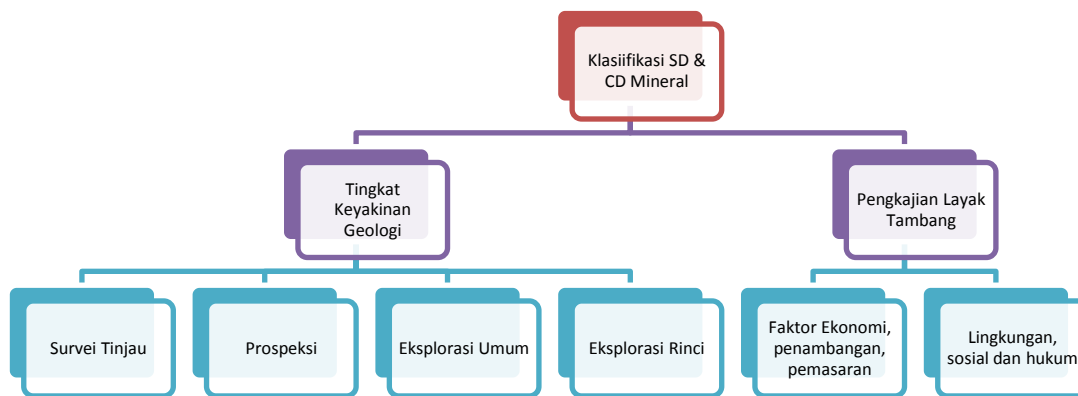 Klasiifikasi SD &
CD Mineral
Tingkat
Keyakinan
Geologi
Pengkajian Layak
Tambang
Survei Tinjau
Prospeksi
Eksplorasi Umum
Eksplorasi Rinci
Faktor Ekonomi,
penambangan,
pemasaran
Lingkungan,
sosial dan hukum